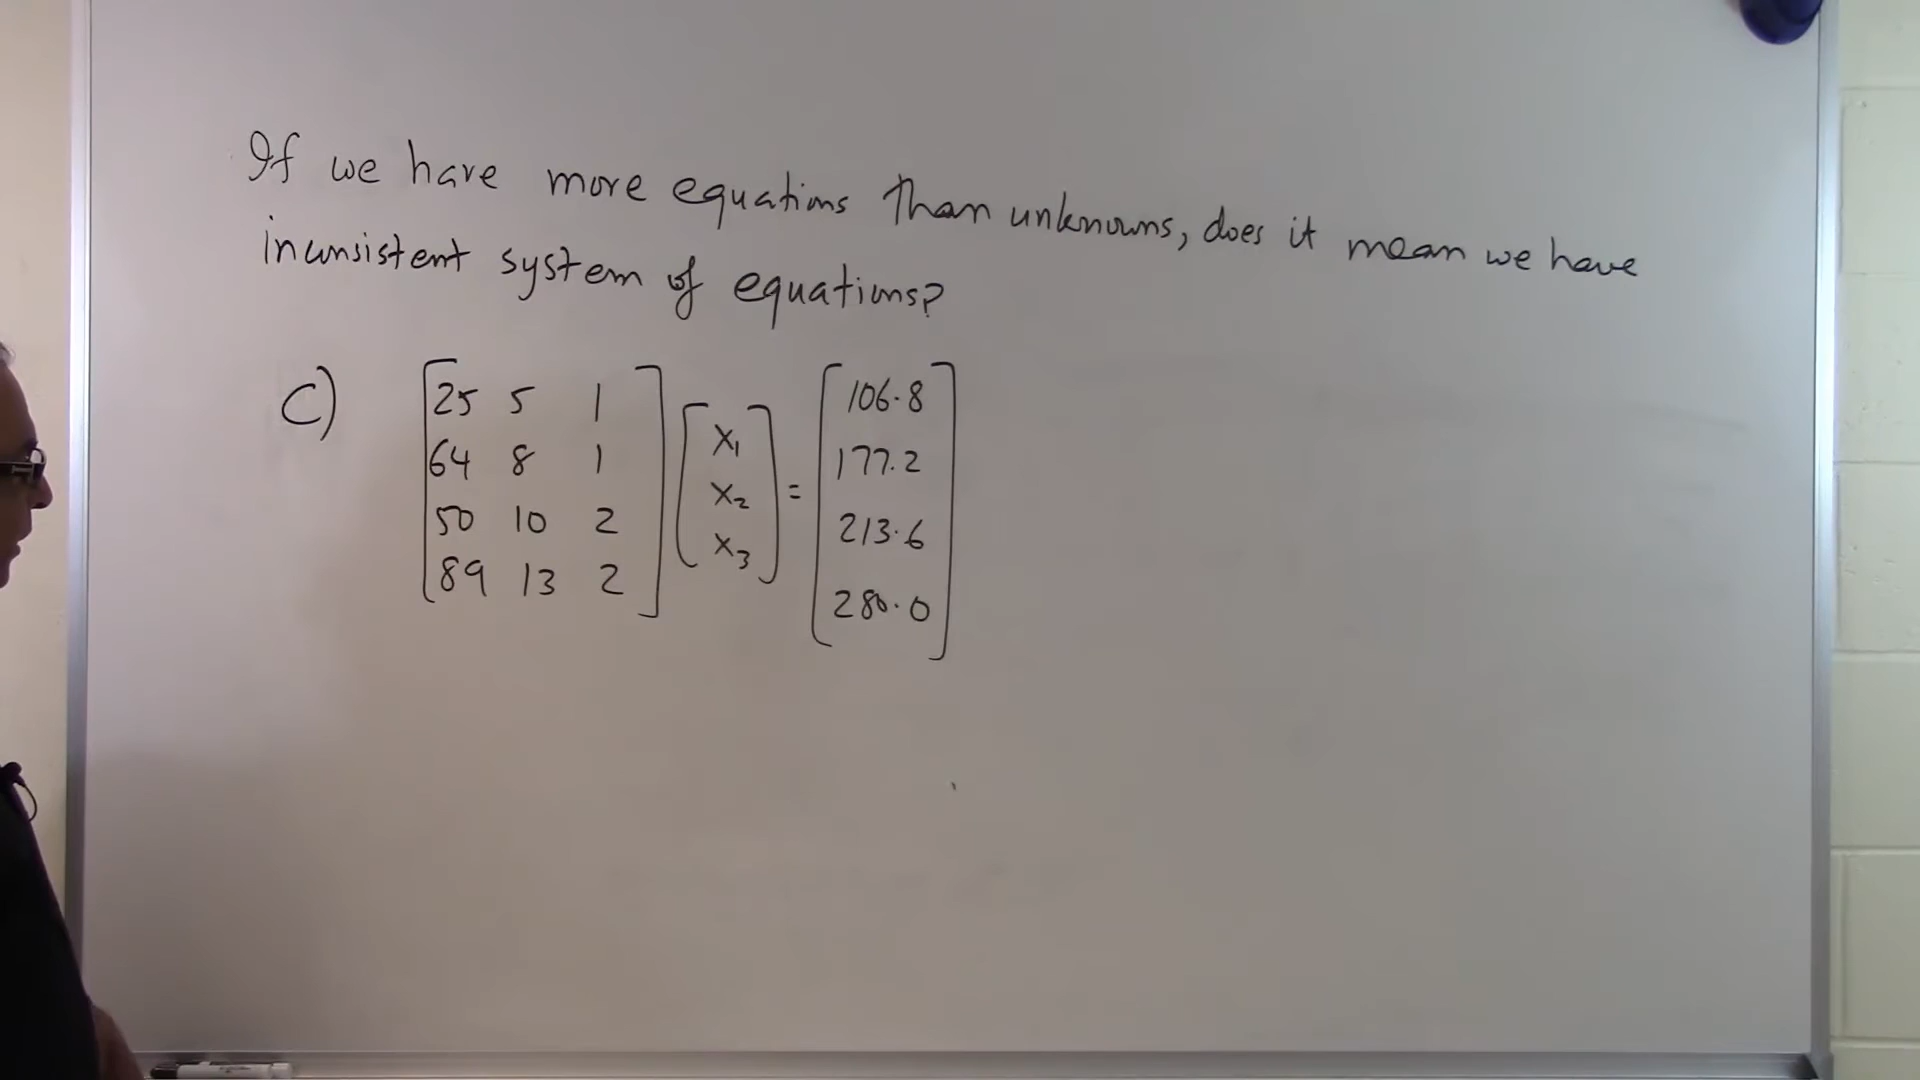 If we have more equations than unknowns, does it mean we have
inconsistent system of equations?
C) [25 5 1] [x₁] = [106.8]
[64 8 1] [x₂] [177.2]
[50 10 2] [x₃] [213.6]
[89 13 2] [280.0]